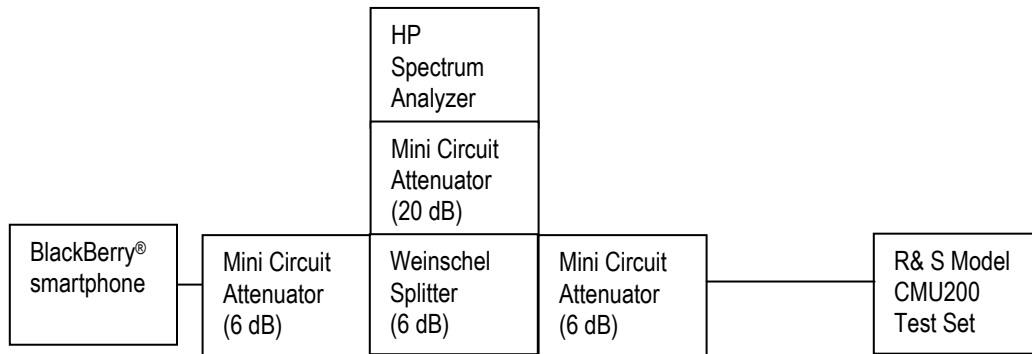 HP
Spectrum
Analyzer
Mini Circuit
Attenuator
(20 dB)
BlackBerry®
smartphone
Mini Circuit
Attenuator
(6 dB)
Weinschel
Splitter
(6 dB)
Mini Circuit
Attenuator
(6 dB)
R& S Model
CMU200
Test Set